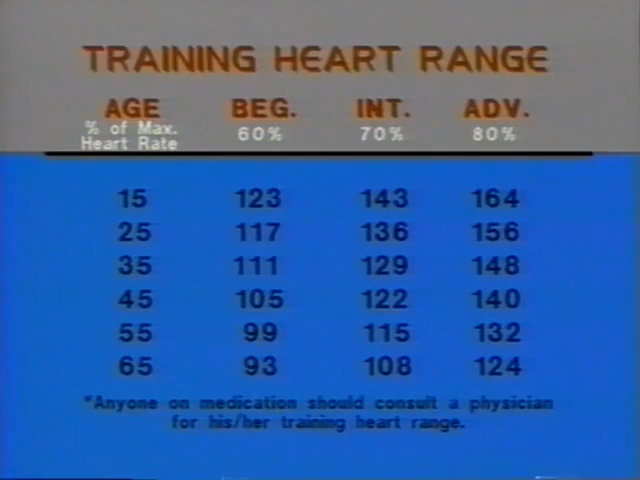 TRAINING HEART RANGE
AGE BEG. INT. ADV.
% of Max. Heart Rate 60% 70% 80%
15 123 143 164
25 117 136 156
35 111 129 148
45 105 122 140
55 99 115 132
65 93 108 124
*Anyone on medication should consult a physician
for his/her training heart range.